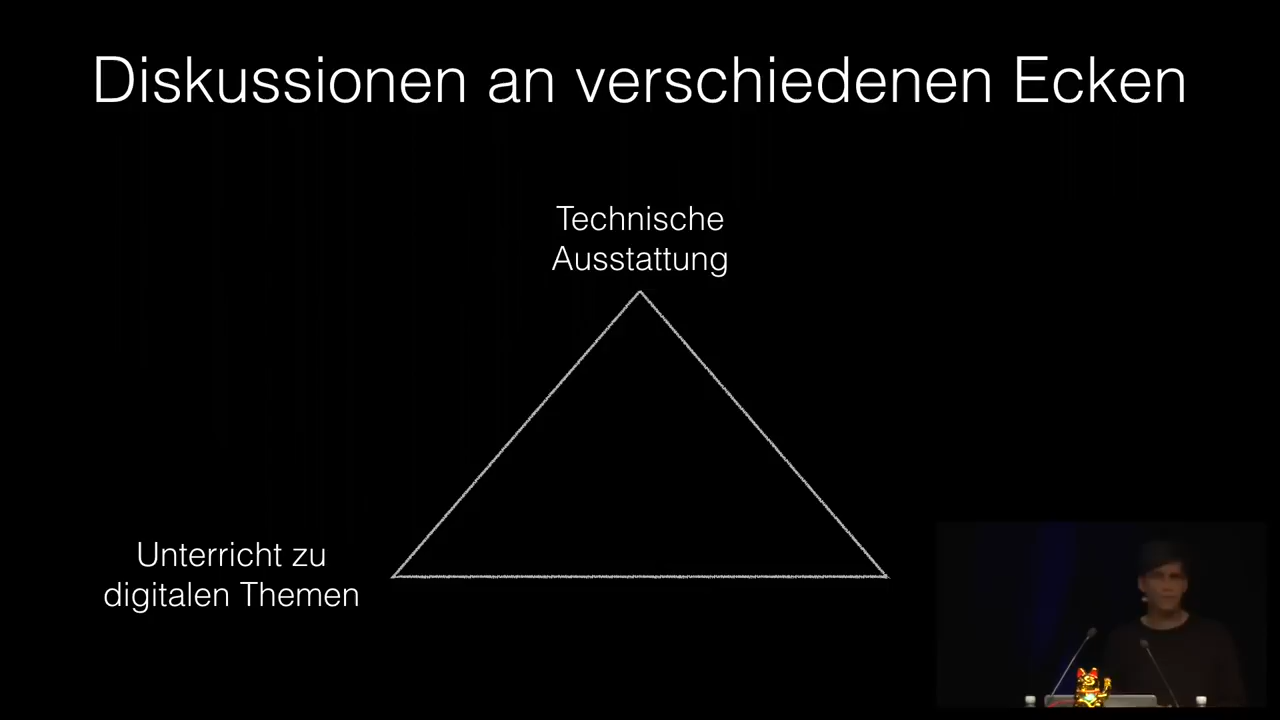 Diskussionen an verschiedenen Ecken
Technische
Ausstattung
Unterricht zu
digitalen Themen